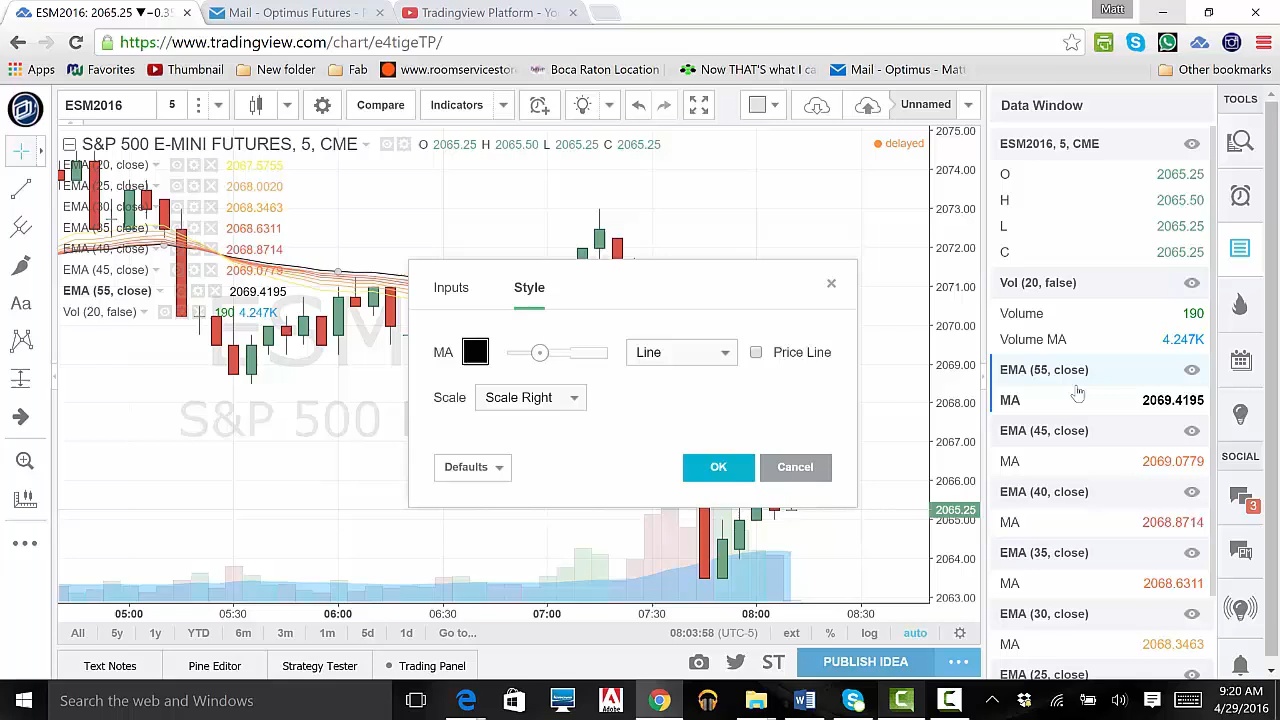 ESM2016: 2065.25 ▼−0.35
Mail - Optimus Futures - P
Tradingview Platform - Yo
Matt
https://www.tradingview.com/chart/e4tigeTP/
Apps
Favorites
Thumbnail
New folder
Fab
www.roomservicestor
Boca Raton Location
Now THAT'S what I ca
Mail - Optimus - Matt
Other bookmarks
ESM2016
5
Compare
Indicators
Unnamed
Data Window
TOOLS
S&P 500 E-MINI FUTURES, 5, CME
O 2065.25 H 2065.50 L 2065.25 C 2065.25
delayed
EMA (20, close) 2067.5755
EMA (25, close) 2068.0020
EMA (30, close) 2068.3463
EMA (35, close) 2068.6311
EMA (40, close) 2068.8714
EMA (45, close) 2069.0779
EMA (55, close) 2069.4195
Vol (20, false) 190 4.247K
ESM
S&P 500
2075.00
2074.00
2073.00
2072.00
2071.00
2070.00
2069.00
2068.00
2067.00
2066.00
2065.25
2065.00
2064.00
2063.00
Inputs
Style
MA
Line
Price Line
Scale
Scale Right
Defaults
OK
Cancel
ESM2016, 5, CME
O 2065.25
H 2065.50
L 2065.25
C 2065.25
Vol (20, false)
Volume 190
Volume MA 4.247K
EMA (55, close)
MA 2069.4195
EMA (45, close)
MA 2069.0779
EMA (40, close)
MA 2068.8714
EMA (35, close)
MA 2068.6311
EMA (30, close)
MA 2068.3463
EMA (25, close)
SOCIAL
3
05:00
05:30
06:00
06:30
07:00
07:30
08:00
08:30
All
5y
1y
YTD
6m
3m
1m
5d
1d
Go to...
08:03:58 (UTC-5)
ext
%
log
auto
Text Notes
Pine Editor
Strategy Tester
Trading Panel
ST
PUBLISH IDEA
Search the web and Windows
Adobe
9:20 AM
4/29/2016